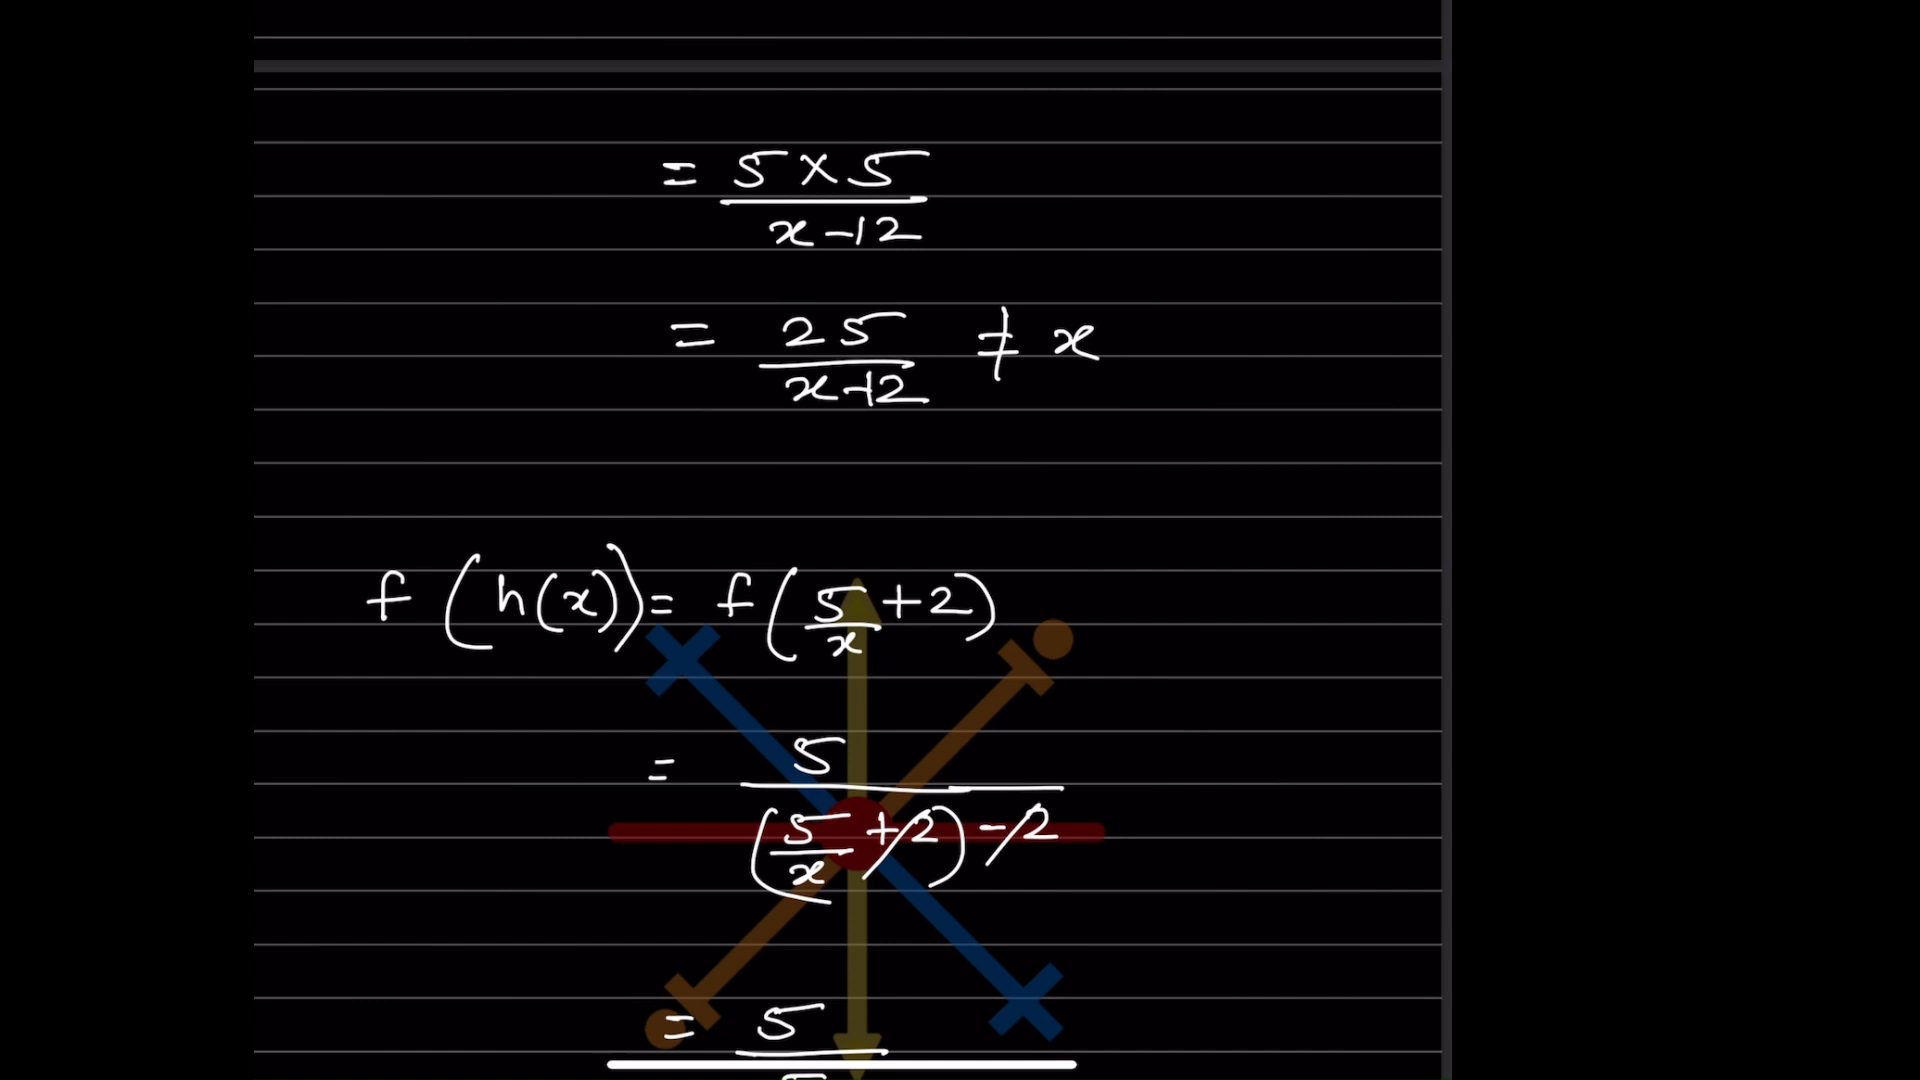 = 5×5
x-12
= 25 ≠ x
x-12
f(h(x)) = f(5/x + 2)
= 5
(5/x + 2) - 2
= 5